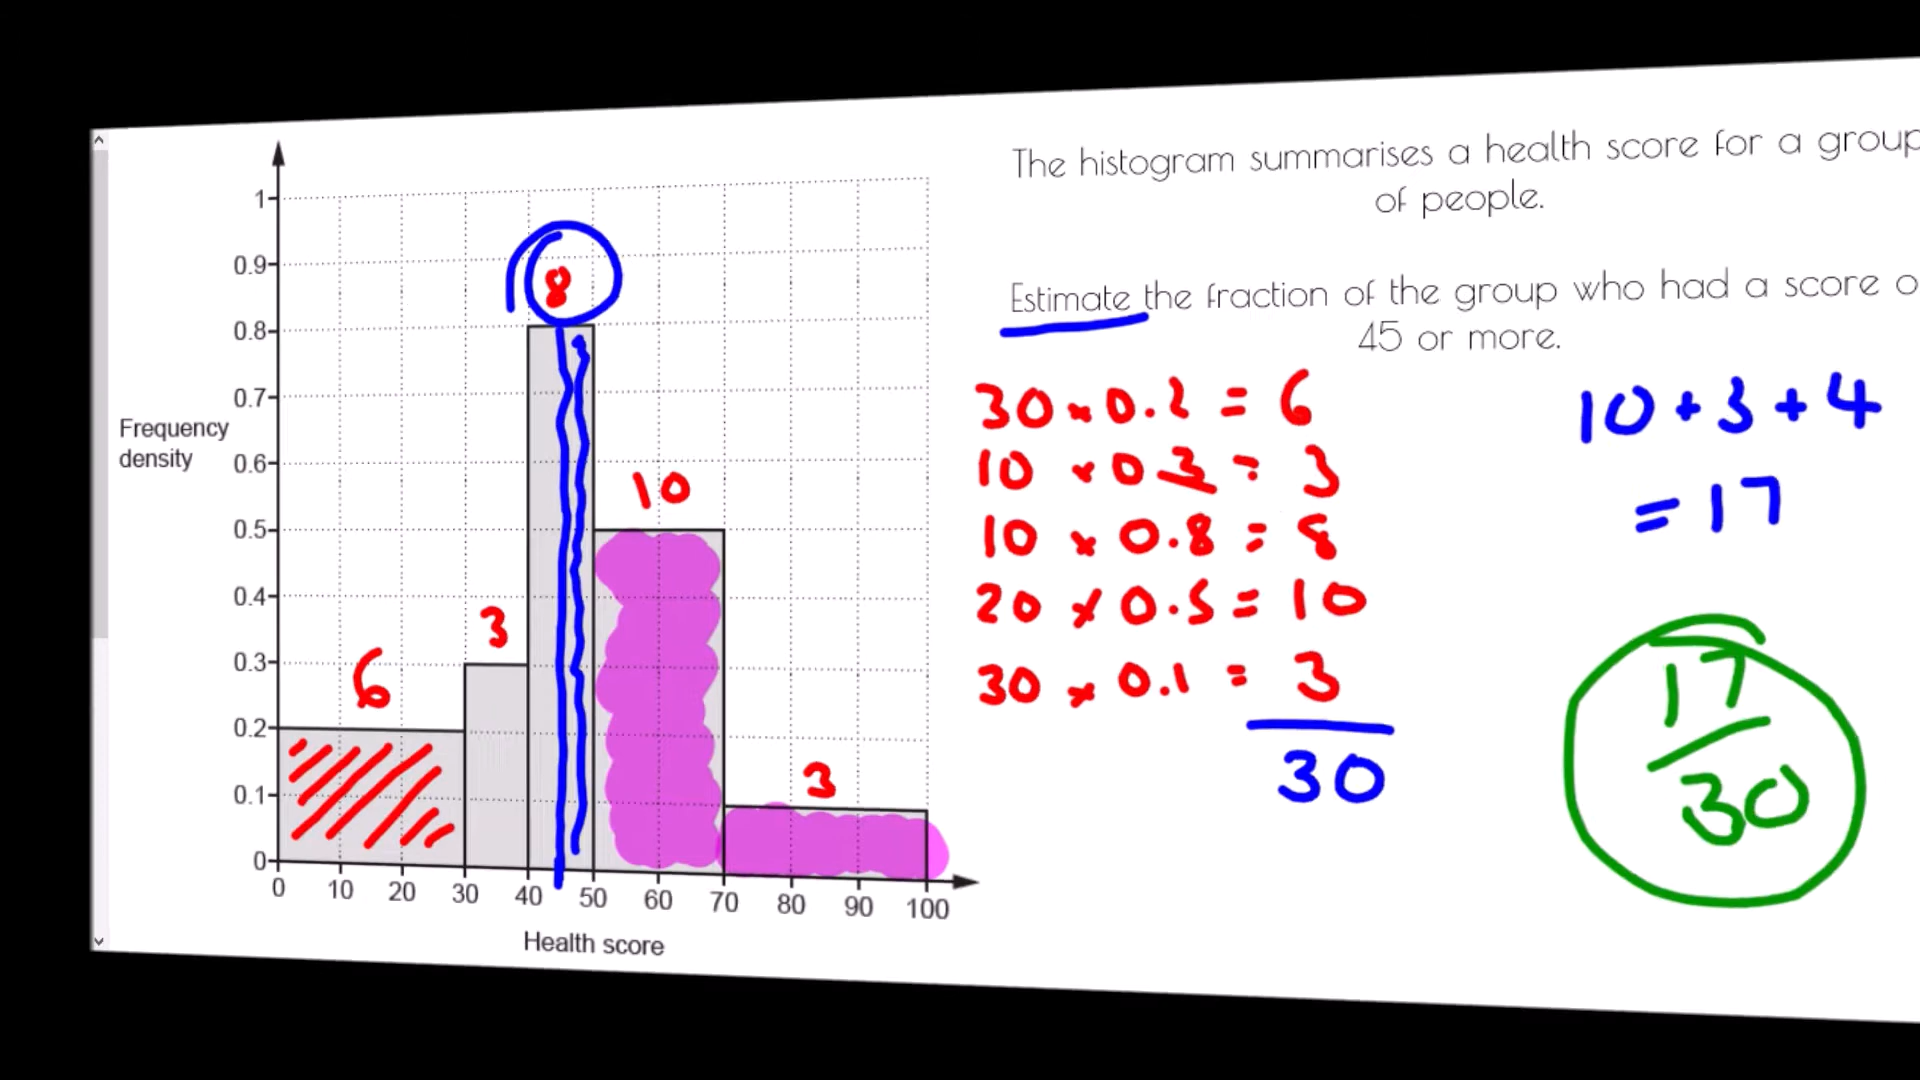 1
0.9
0.8
0.7
0.6
0.5
0.4
0.3
0.2
0.1
0
Frequency
density
0 10 20 30 40 50 60 70 80 90 100
Health score
6
3
8
10
3
The histogram summarises a health score for a group
of people.
Estimate the fraction of the group who had a score o
45 or more.
30 × 0.2 = 6
10 × 0.3 = 3
10 × 0.8 = 8
20 × 0.5 = 10
30 × 0.1 = 3
30
10 + 3 + 4
= 17
17
30